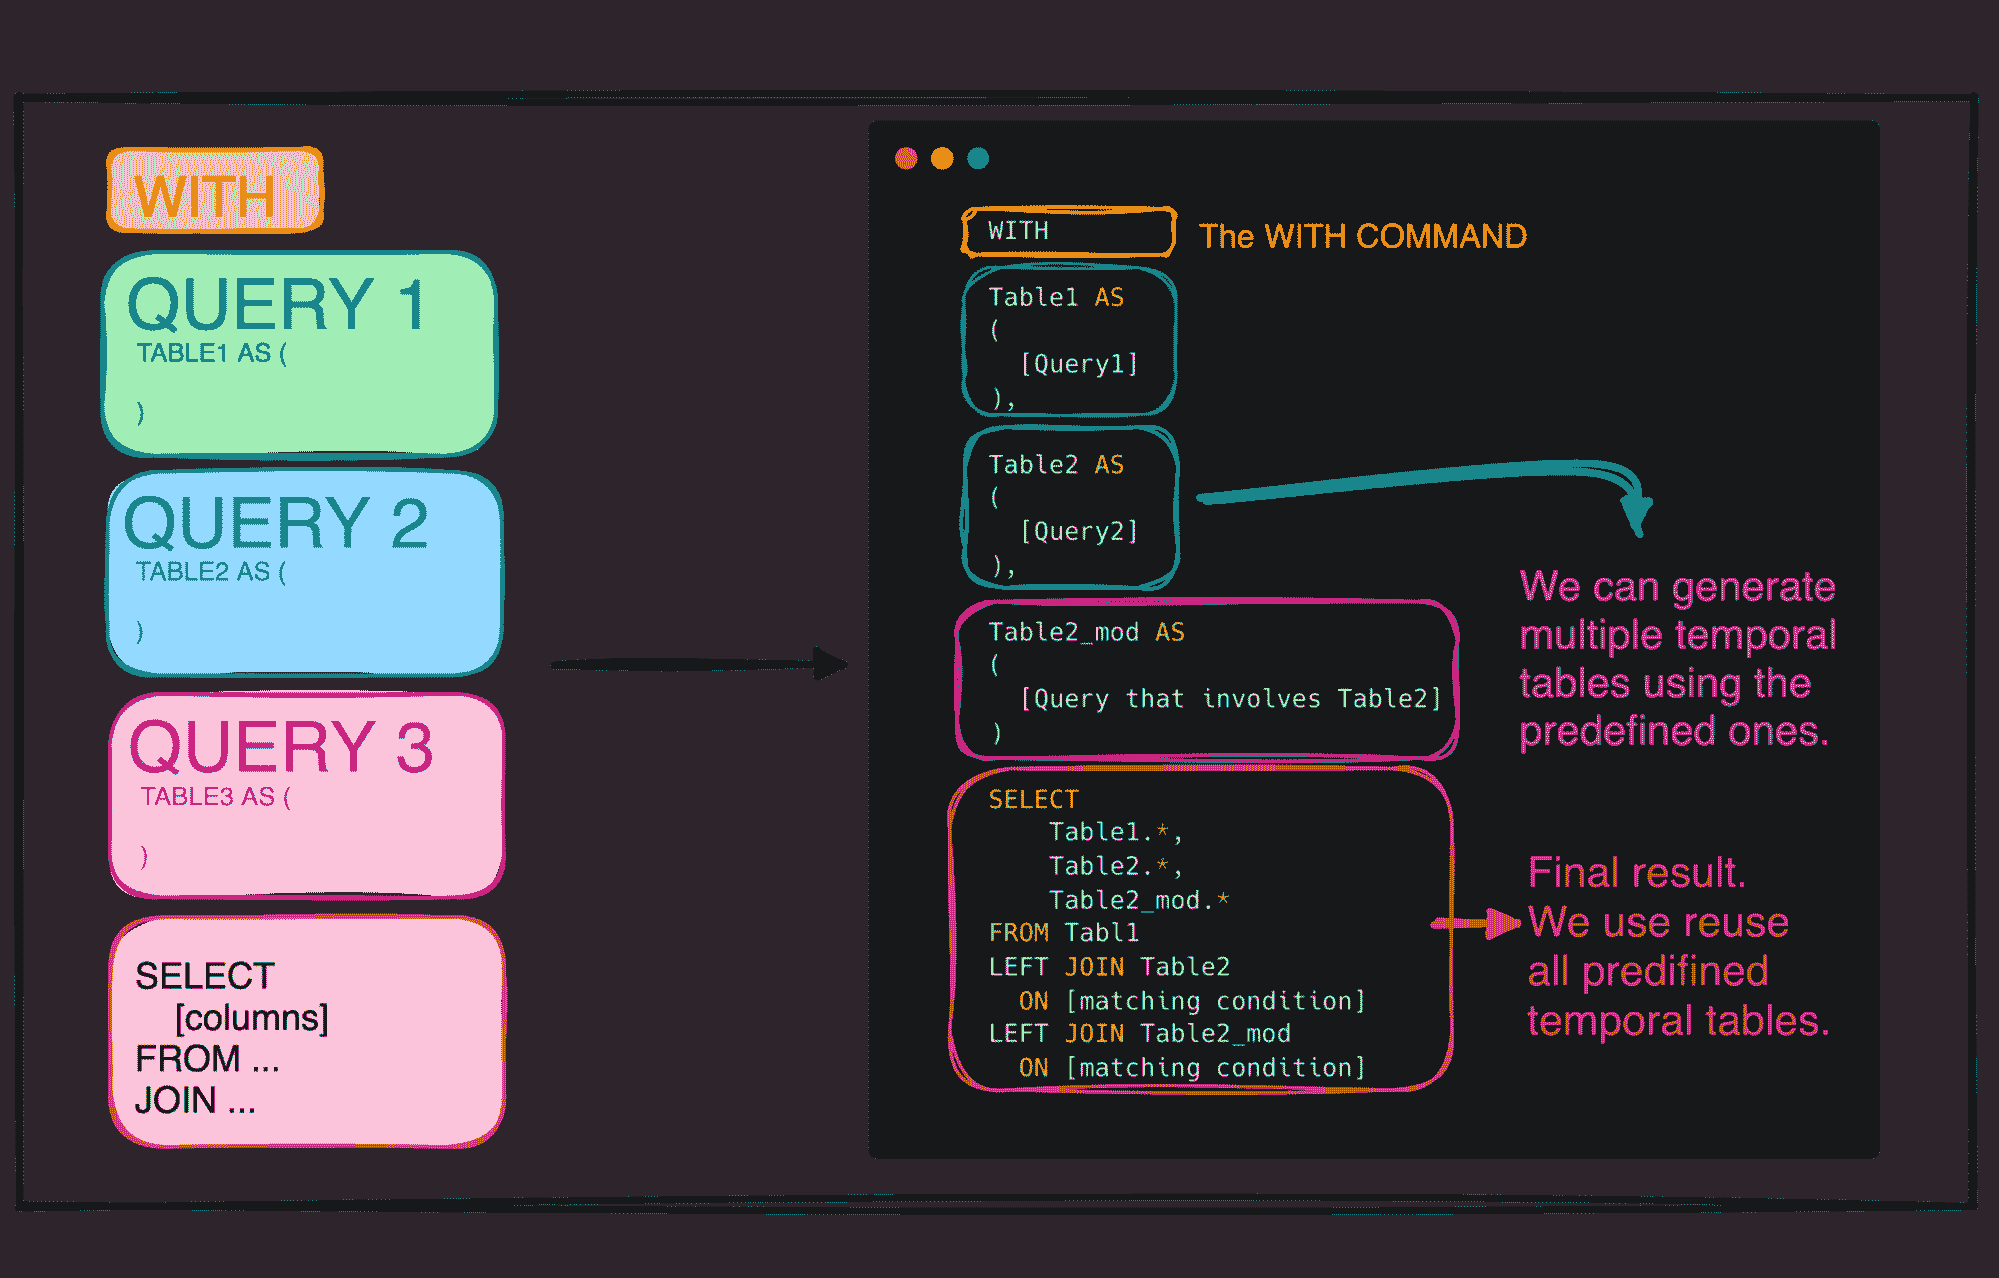 WITH
QUERY 1
TABLE1 AS (
)
QUERY 2
TABLE2 AS (
)
QUERY 3
TABLE3 AS (
)
SELECT
[columns]
FROM ...
JOIN ...
WITH
The WITH COMMAND
Table1 AS
(
[Query1]
),
Table2 AS
(
[Query2]
),
Table2_mod AS
(
[Query that involves Table2]
)
We can generate
multiple temporal
tables using the
predefined ones.
SELECT
Table1.*,
Table2.*,
Table2_mod.*
FROM Tabl1
LEFT JOIN Table2
ON [matching condition]
LEFT JOIN Table2_mod
ON [matching condition]
Final result.
We use reuse
all predifined
temporal tables.